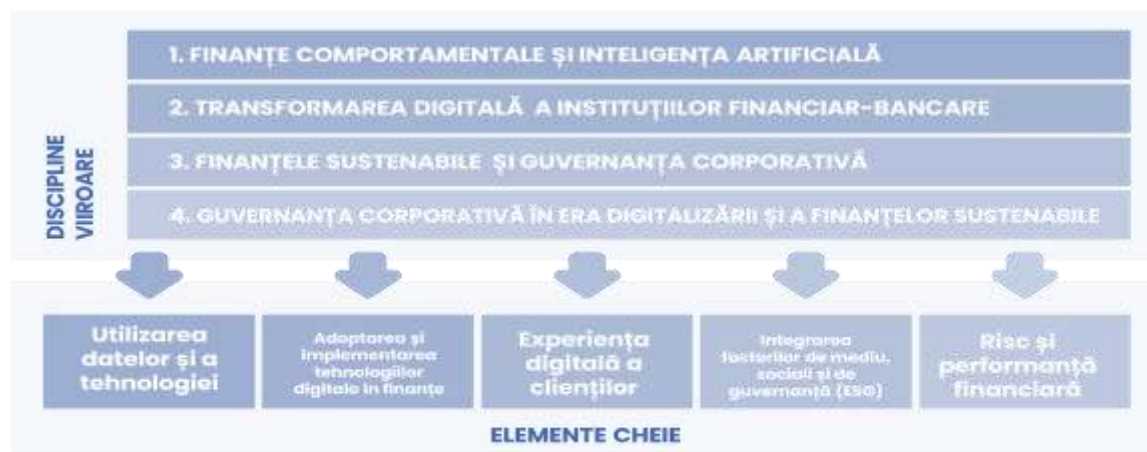 DISCIPLINE
VIIROARE
1. FINANȚE COMPORTAMENTALE ȘI INTELIGENȚA ARTIFICIALĂ
2. TRANSFORMAREA DIGITALĂ A INSTITUȚIILOR FINANCIAR-BANCARE
3. FINANȚELE SUSTENABILE ȘI GUVERNANȚA CORPORATIVĂ
4. GUVERNANȚA CORPORATIVĂ ÎN ERA DIGITALIZĂRII ȘI A FINANȚELOR SUSTENABILE
Utilizarea
datelor și a
tehnologiei
Adoptarea și
implementarea
tehnologiilor
digitale în finanțe
Experiența
digitală a
clienților
Integrarea
factorilor de mediu,
sociali și de
guvernanță (ESG)
Risc și
performanță
financiară
ELEMENTE CHEIE